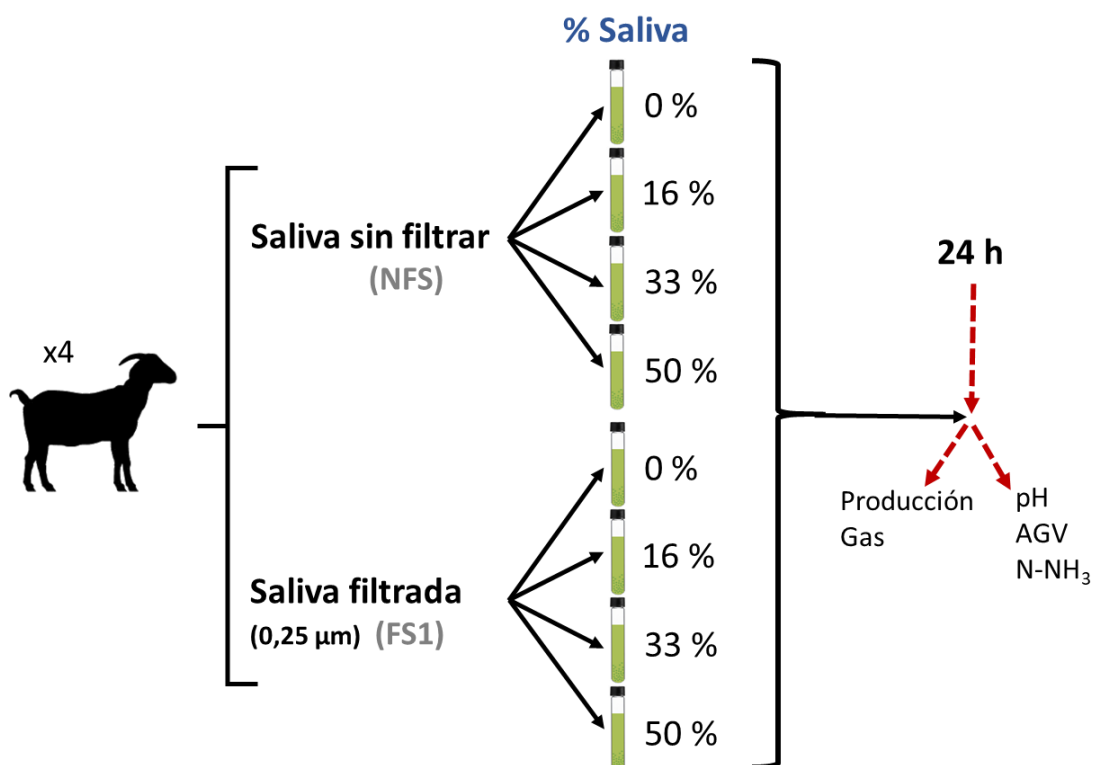 % Saliva
0 %
16 %
Saliva sin filtrar
(NFS)
33 %
24 h
x4
50 %
0 %
Producción
Gas
pH
AGV
N-NH₃
16 %
Saliva filtrada
(0,25 µm) (FS1)
33 %
50 %